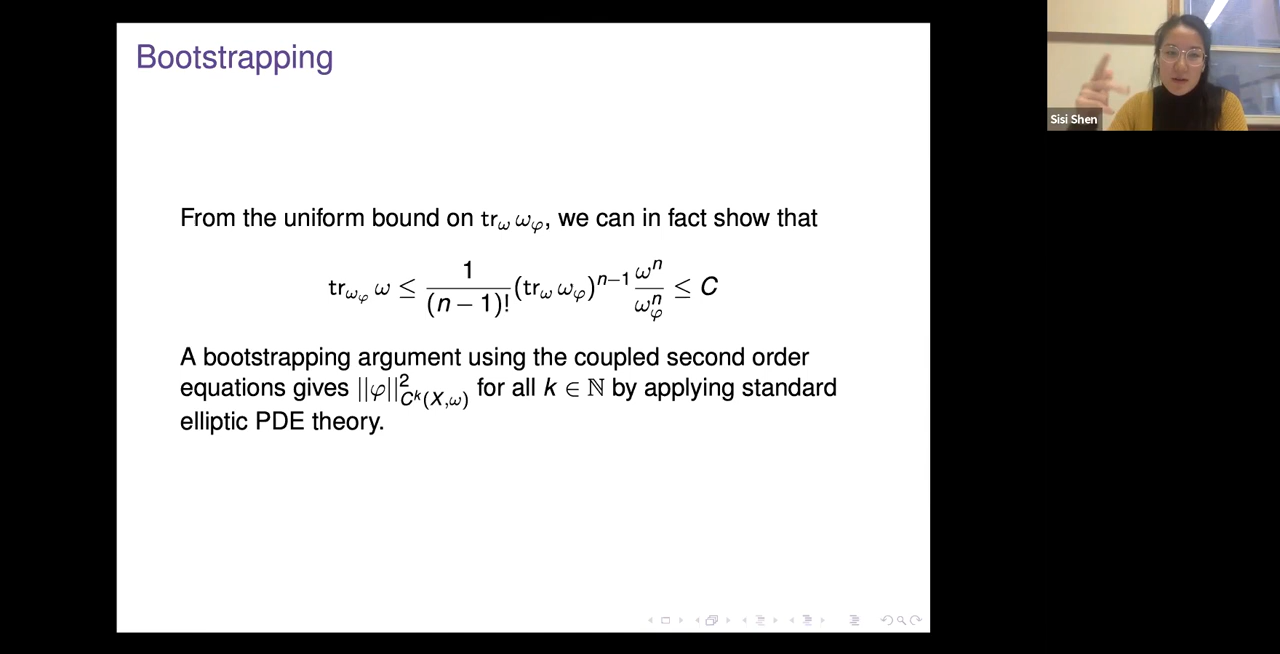 Bootstrapping
From the uniform bound on tr_ω ω_φ, we can in fact show that
tr_{ω_φ} ω ≤ \frac{1}{(n − 1)!}(tr_ω ω_φ)^{n−1} \frac{ω^n}{ω_φ^n} ≤ C
A bootstrapping argument using the coupled second order
equations gives ||φ||^2_{C^k(X,ω)} for all k ∈ ℕ by applying standard
elliptic PDE theory.
Sisi Shen